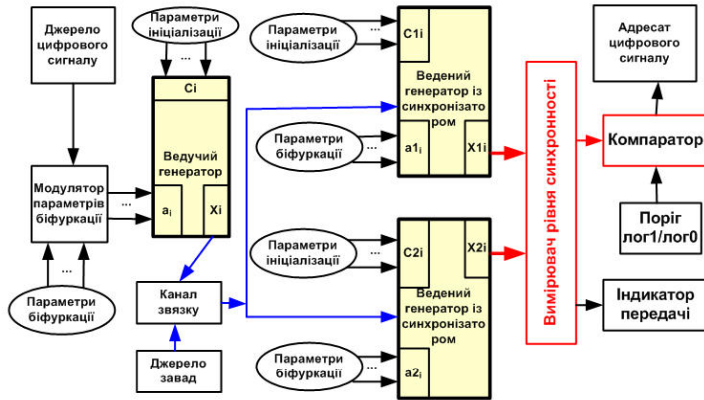 Джерело
цифрового
сигналу
Параметри
ініціалізації
...
Ci
Ведучий
генератор
ai
Xi
Модулятор
параметрів
біфуркації
...
...
Параметри
біфуркації
Канал
звязку
Джерело
завад
Параметри
ініціалізації
...
C1i
Ведений
генератор із
синхронізато
ром
Параметри
біфуркації
...
a1i
X1i
Параметри
ініціалізації
...
C2i
X2i
Ведений
генератор із
синхронізато
ром
Параметри
біфуркації
...
a2i
Вимірювач рівня синхронності
Адресат
цифрового
сигналу
Компаратор
Поріг
лог1/лог0
Індикатор
передачі